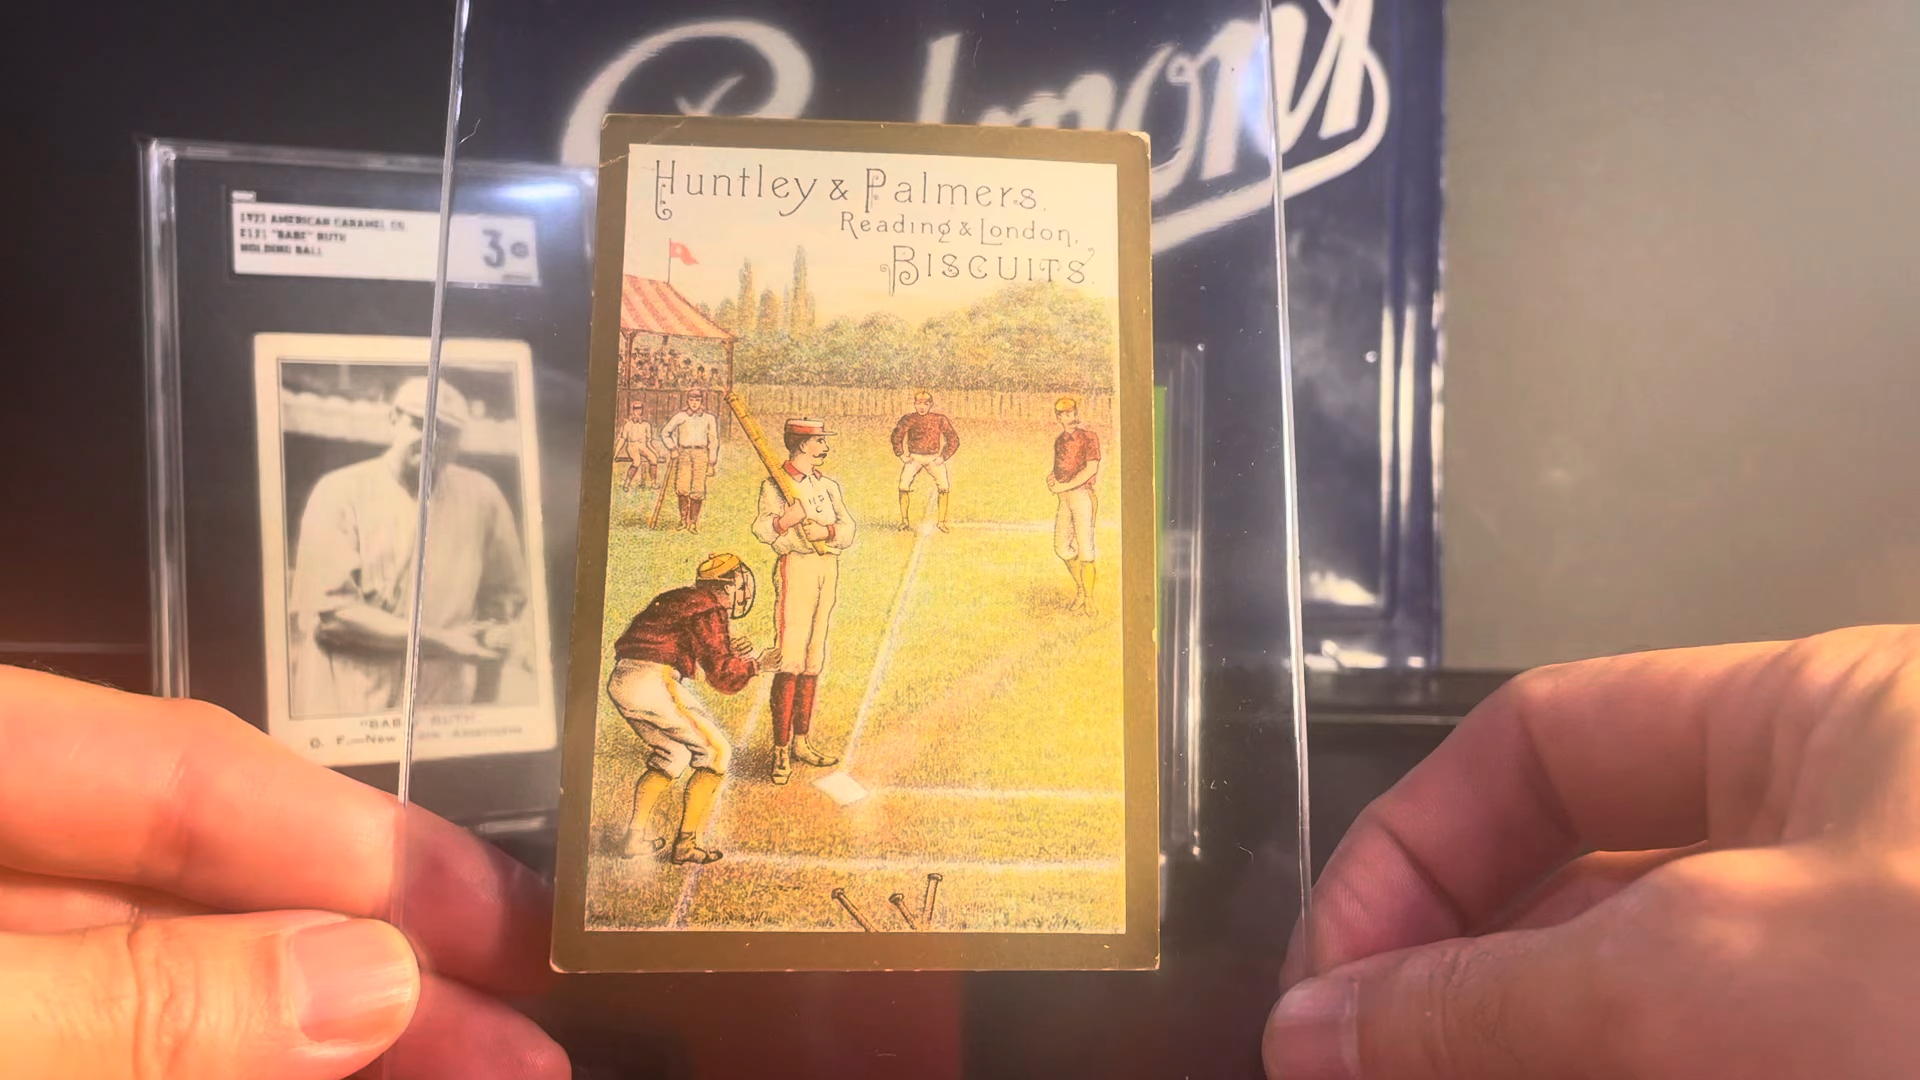 Huntley & Palmers.
Reading & London,
BISCUITS.
1921 AMERICAN CARAMEL CO.
E121 "BABE" RUTH
HOLDING BALL
3
"BABE" RUTH
O. F.—New York Americans